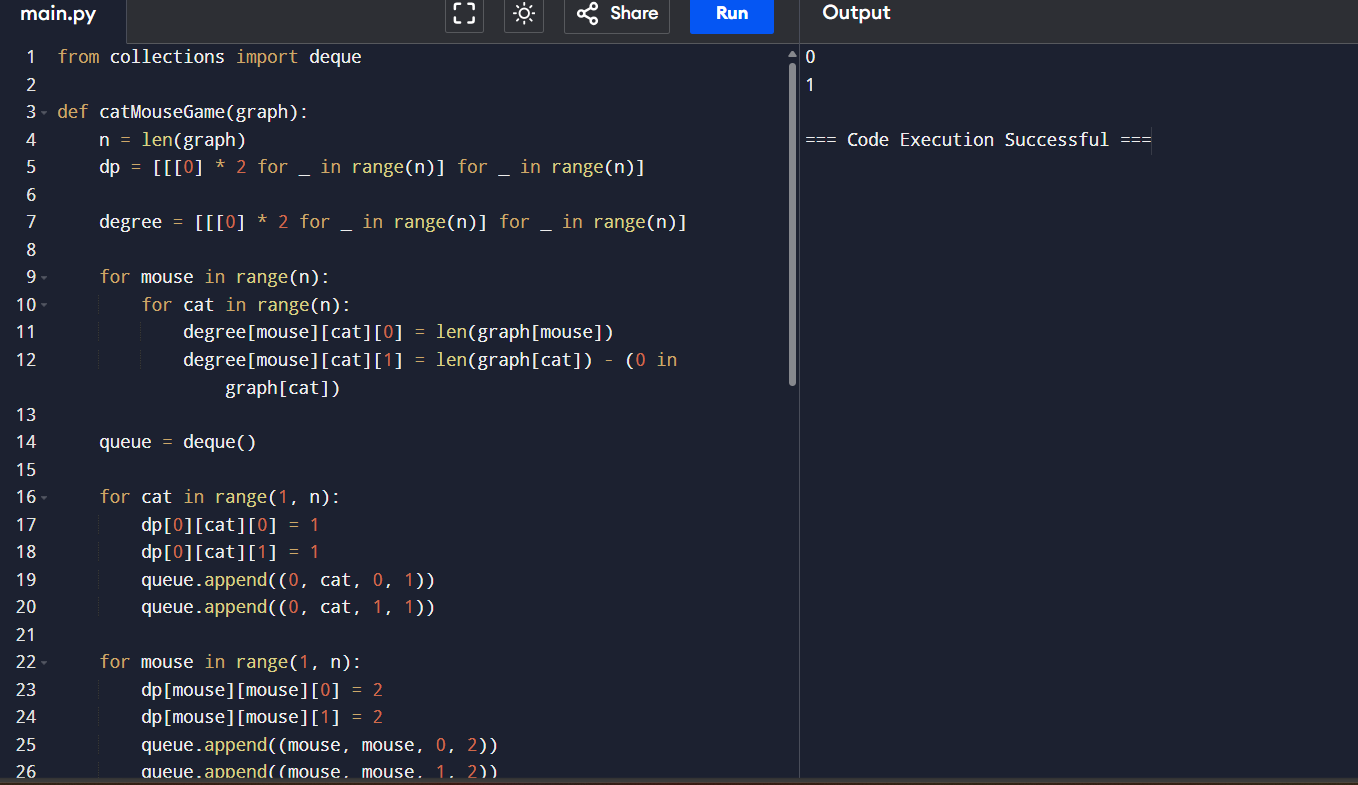 main.py
Share
Run
Output
1 from collections import deque
2
3 def catMouseGame(graph):
4     n = len(graph)
5     dp = [[[0] * 2 for _ in range(n)] for _ in range(n)]
6
7     degree = [[[0] * 2 for _ in range(n)] for _ in range(n)]
8
9     for mouse in range(n):
10         for cat in range(n):
11             degree[mouse][cat][0] = len(graph[mouse])
12             degree[mouse][cat][1] = len(graph[cat]) - (0 in
                graph[cat])
13
14     queue = deque()
15
16     for cat in range(1, n):
17         dp[0][cat][0] = 1
18         dp[0][cat][1] = 1
19         queue.append((0, cat, 0, 1))
20         queue.append((0, cat, 1, 1))
21
22     for mouse in range(1, n):
23         dp[mouse][mouse][0] = 2
24         dp[mouse][mouse][1] = 2
25         queue.append((mouse, mouse, 0, 2))
26         queue.append((mouse, mouse, 1, 2))
0
1
=== Code Execution Successful ===